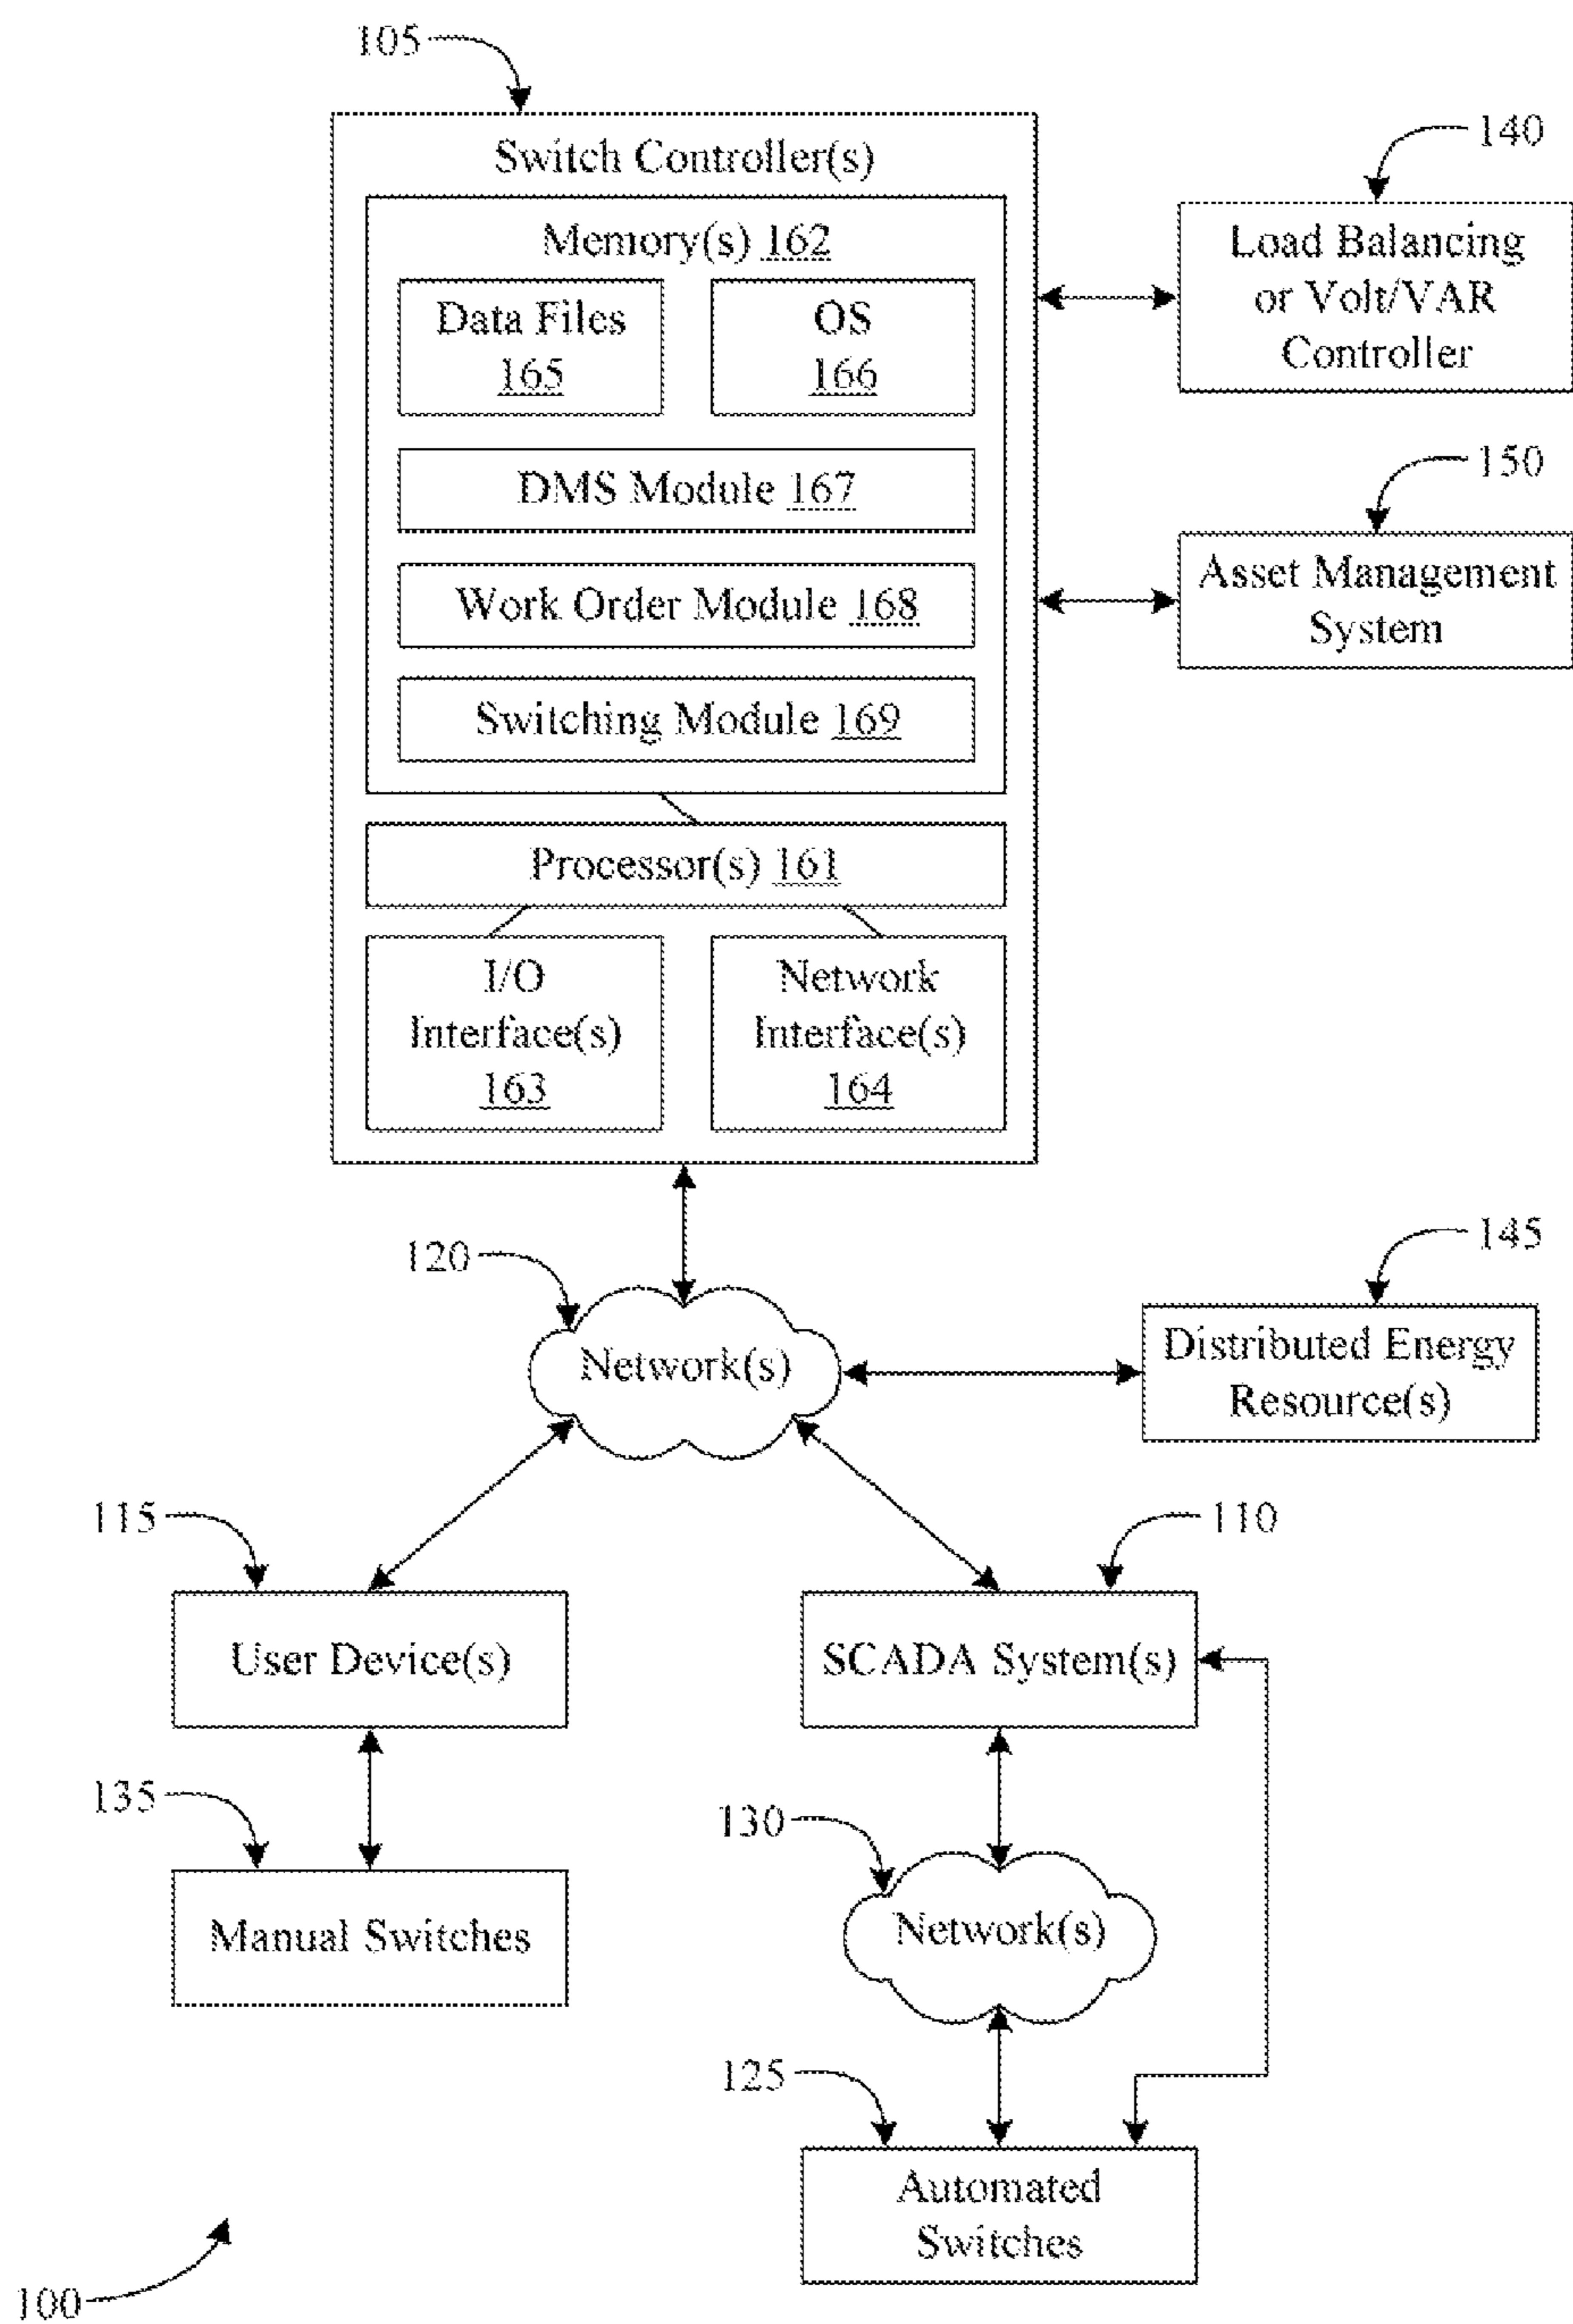 105
Switch Controller(s)
Memory(s) 162
Data Files
165
OS
166
DMS Module 167
Work Order Module 168
Switching Module 169
Processor(s) 161
I/O
Interface(s)
163
Network
Interface(s)
164
140
Load Balancing
or Volt/VAR
Controller
150
Asset Management
System
120
Network(s)
145
Distributed Energy
Resource(s)
115
User Device(s)
110
SCADA System(s)
135
Manual Switches
130
Network(s)
125
Automated
Switches
100